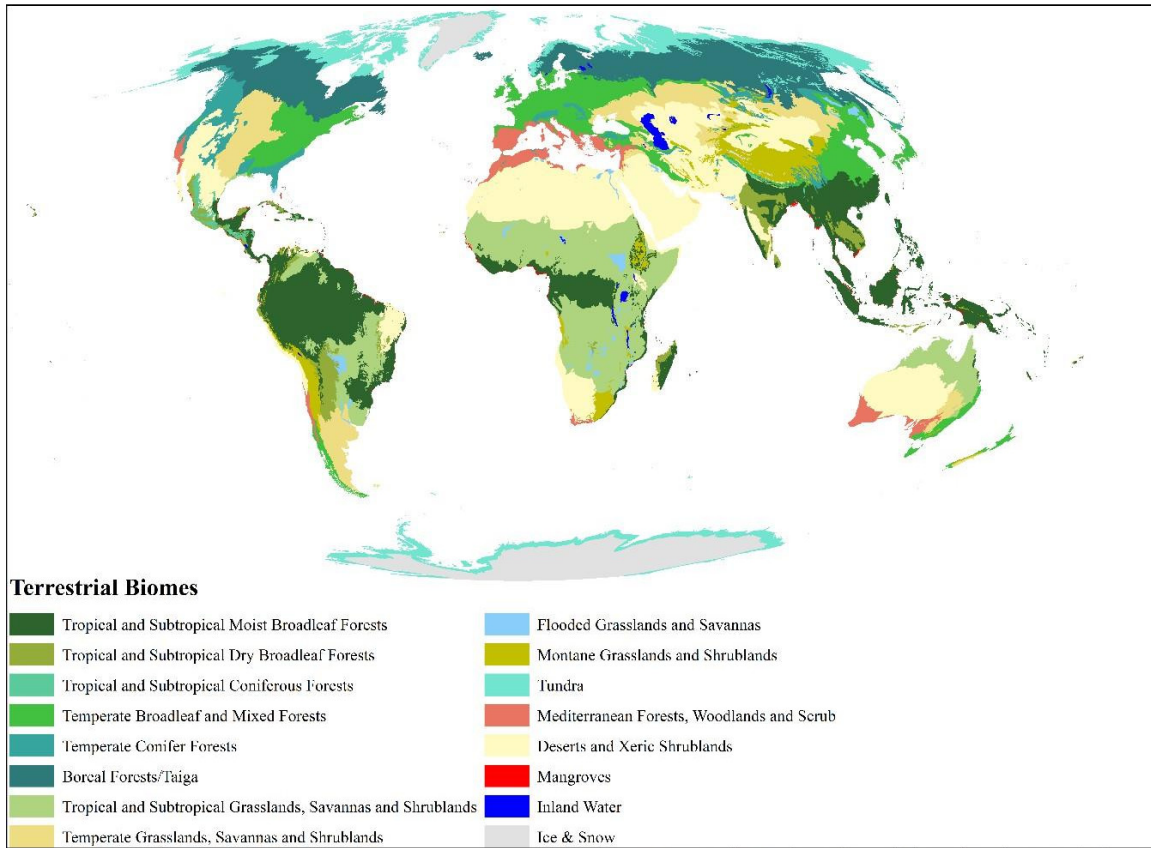 Terrestrial Biomes
Tropical and Subtropical Moist Broadleaf Forests
Tropical and Subtropical Dry Broadleaf Forests
Tropical and Subtropical Coniferous Forests
Temperate Broadleaf and Mixed Forests
Temperate Conifer Forests
Boreal Forests/Taiga
Tropical and Subtropical Grasslands, Savannas and Shrublands
Temperate Grasslands, Savannas and Shrublands
Flooded Grasslands and Savannas
Montane Grasslands and Shrublands
Tundra
Mediterranean Forests, Woodlands and Scrub
Deserts and Xeric Shrublands
Mangroves
Inland Water
Ice & Snow